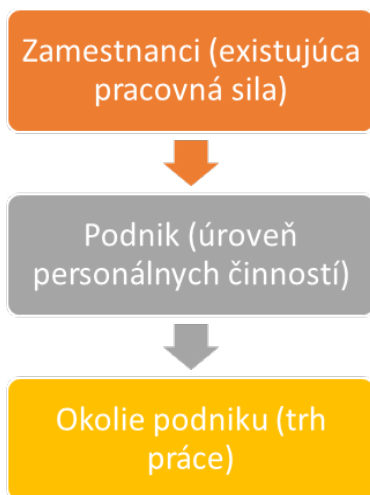 Zamestnanci (existujúca
pracovná sila)
Podnik (úroveň
personálnych činností)
Okolie podniku (trh
práce)